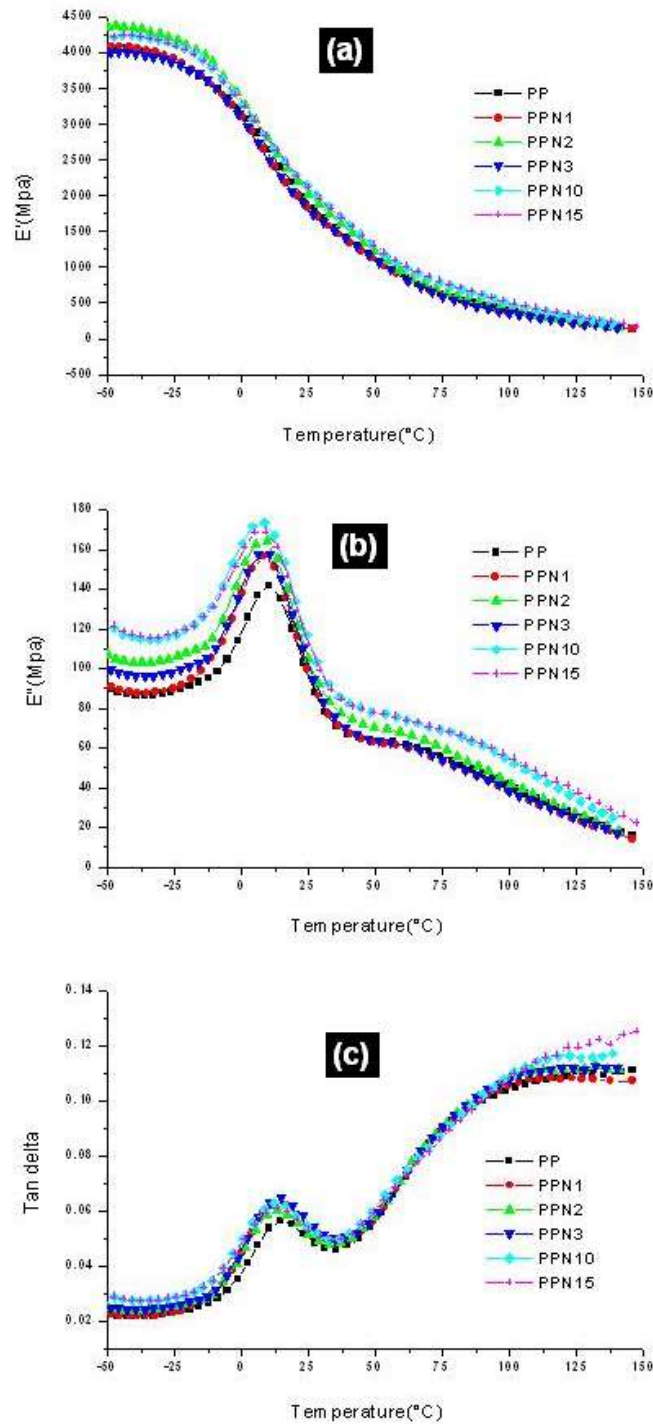 4500
4000
3500
3000
2500
2000
1500
1000
500
0
-500
E'(Mpa)
(a)
PP
PPN1
PPN2
PPN3
PPN10
PPN15
-50 -25 0 25 50 75 100 125 150
Temperature(°C)
180
160
140
120
100
80
60
40
20
0
E"(Mpa)
(b)
PP
PPN1
PPN2
PPN3
PPN10
PPN15
-50 -25 0 25 50 75 100 125 150
Temperature(°C)
0.14
0.12
0.10
0.08
0.06
0.04
0.02
Tan delta
(c)
PP
PPN1
PPN2
PPN3
PPN10
PPN15
-50 -25 0 25 50 75 100 125 150
Temperature(°C)